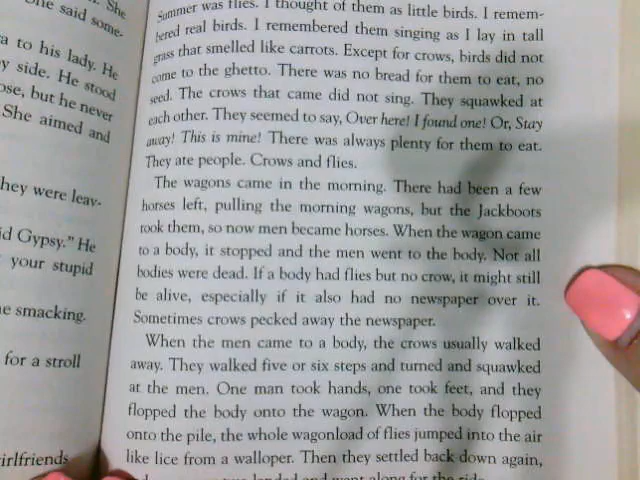 She
One said some-
a to his lady. He
y side. He stood
ose, but he never
She aimed and
hey were leav-
id Gypsy." He
your stupid
e smacking.
for a stroll
irlfriends
Summer was flies. I thought of them as little birds. I remem-
bered real birds. I remembered them singing as I lay in tall
grass that smelled like carrots. Except for crows, birds did not
come to the ghetto. There was no bread for them to eat, no
seed. The crows that came did not sing. They squawked at
each other. They seemed to say, Over here! I found one! Or, Stay
away! This is mine! There was always plenty for them to eat.
They ate people. Crows and flies.
The wagons came in the morning. There had been a few
horses left, pulling the morning wagons, but the Jackboots
took them, so now men became horses. When the wagon came
to a body, it stopped and the men went to the body. Not all
bodies were dead. If a body had flies but no crow, it might still
be alive, especially if it also had no newspaper over it.
Sometimes crows pecked away the newspaper.
When the men came to a body, the crows usually walked
away. They walked five or six steps and turned and squawked
at the men. One man took hands, one took feet, and they
flopped the body onto the wagon. When the body flopped
onto the pile, the whole wagonload of flies jumped into the air
like lice from a walloper. Then they settled back down again,
landed and went along for the ride